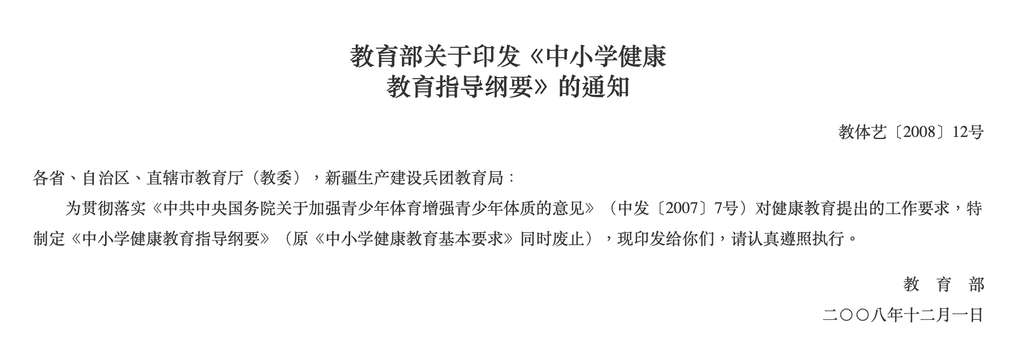 教育部关于印发《中小学健康
教育指导纲要》的通知
教体艺〔2008〕12号
各省、自治区、直辖市教育厅（教委），新疆生产建设兵团教育局：
为贯彻落实《中共中央国务院关于加强青少年体育增强青少年体质的意见》（中发〔2007〕7号）对健康教育提出的工作要求，特
制定《中小学健康教育指导纲要》（原《中小学健康教育基本要求》同时废止），现印发给你们，请认真遵照执行。
教 育 部
二〇〇八年十二月一日